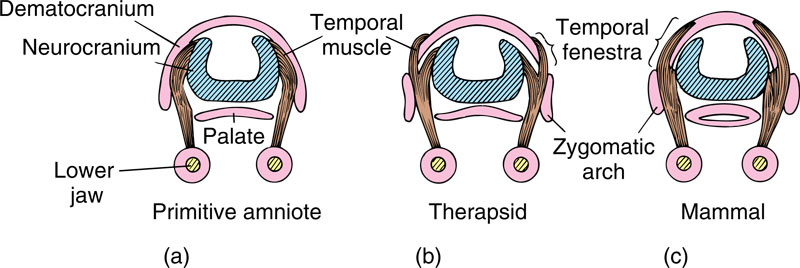 Dematocranium
Neurocranium
Temporal
muscle
Temporal
fenestra
Palate
Lower
jaw
Zygomatic
arch
Primitive amniote
Therapsid
Mammal
(a)
(b)
(c)